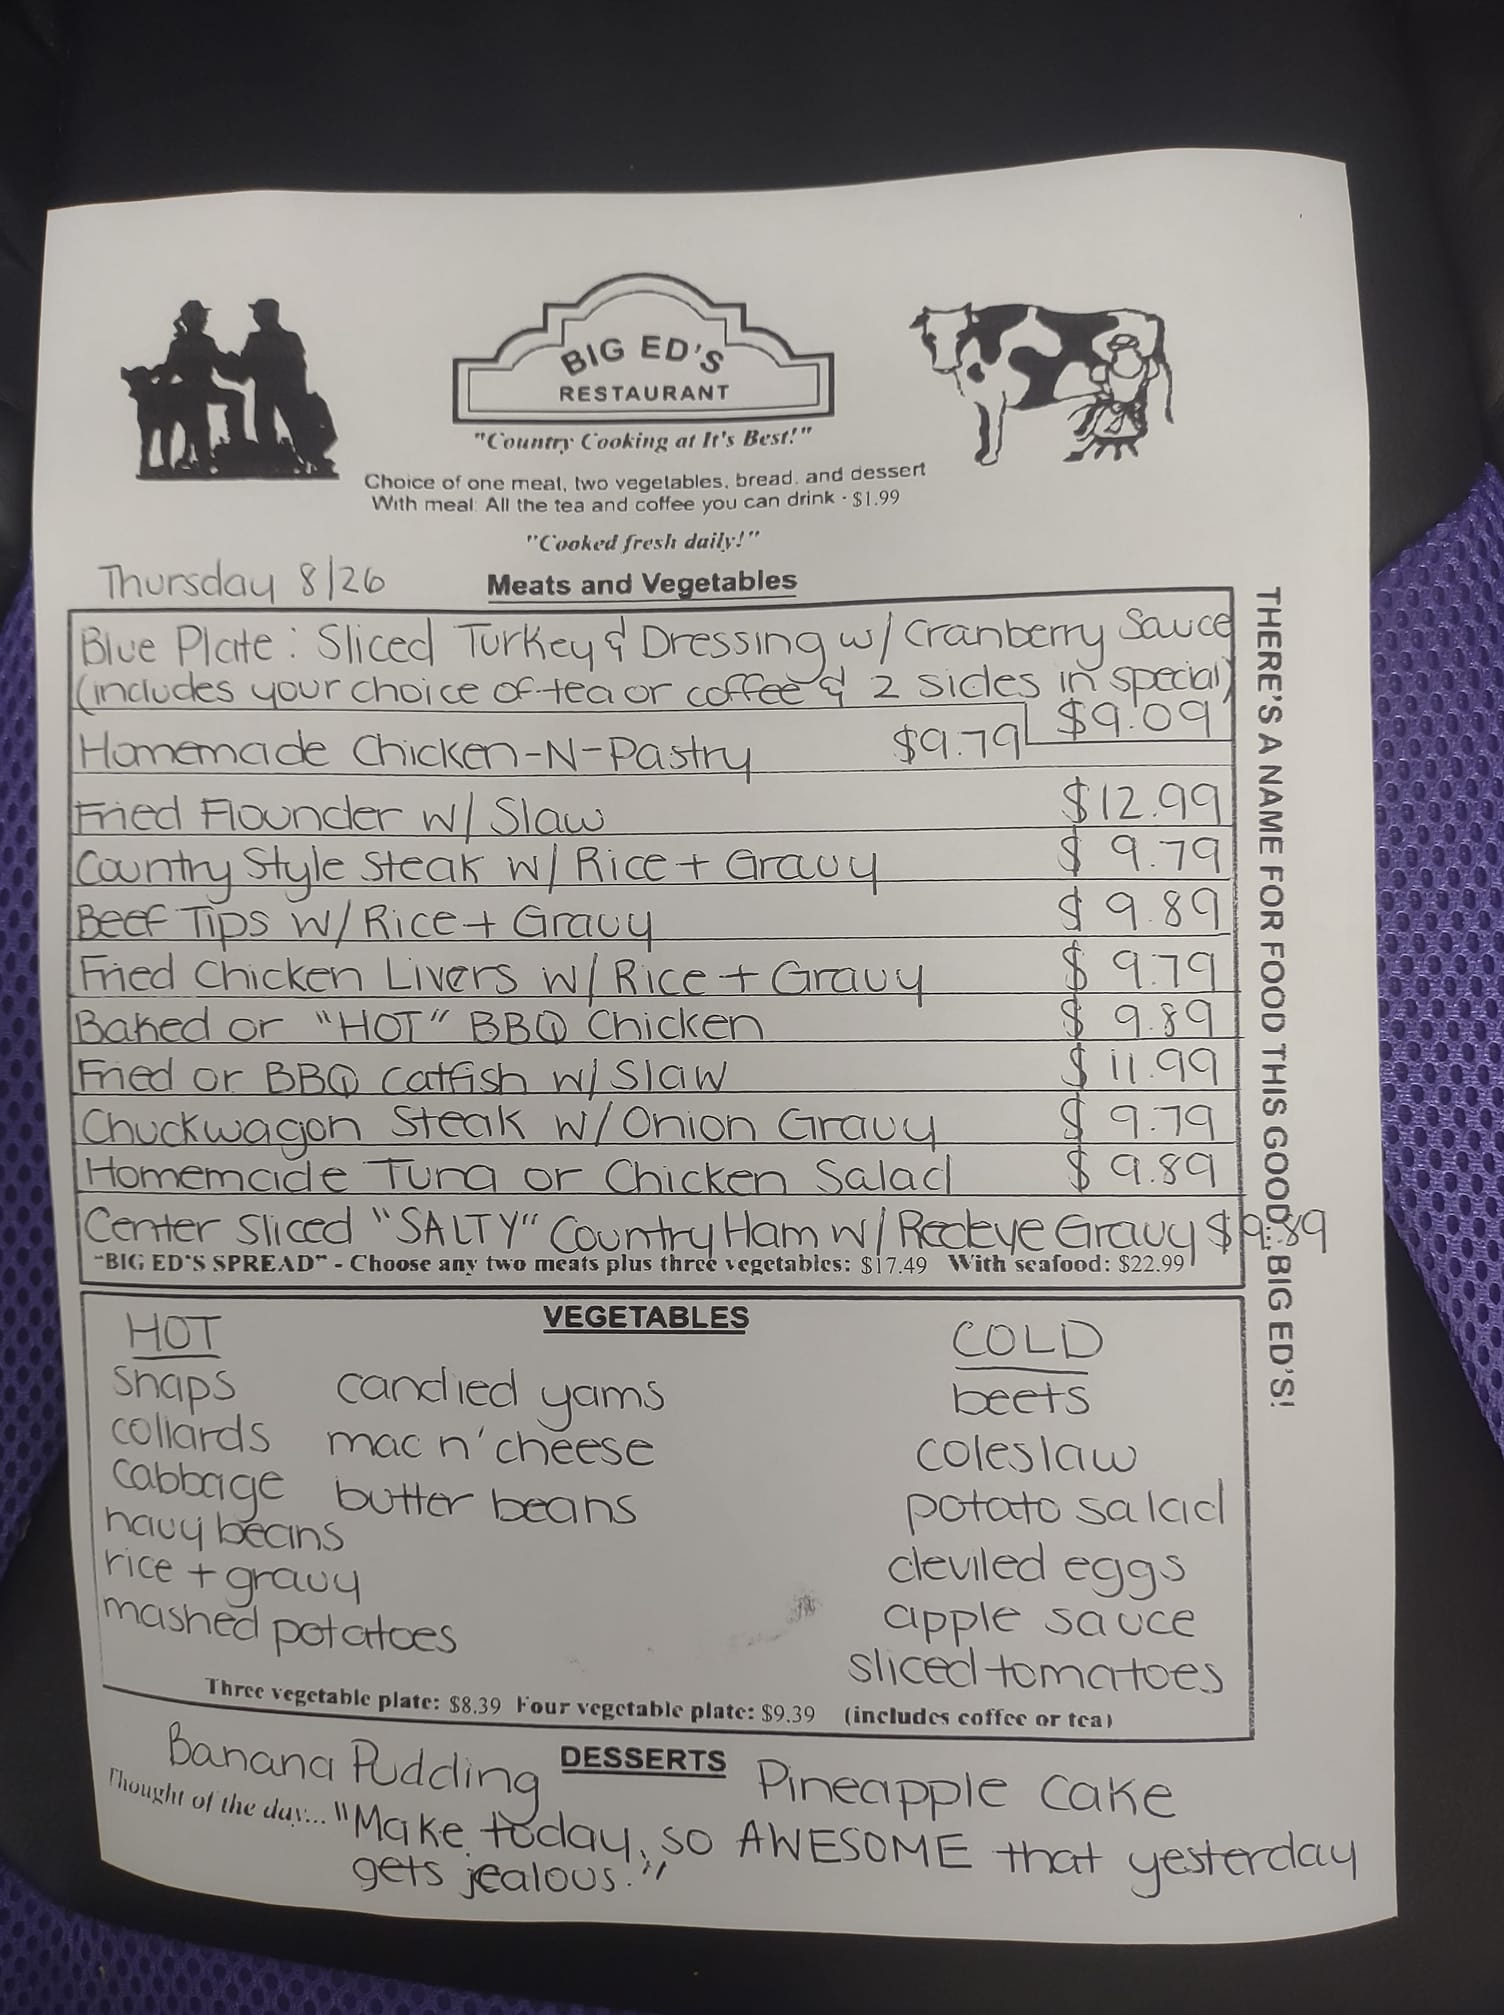 BIG ED'S
RESTAURANT
"Country Cooking at It's Best!"
Choice of one meat, two vegetables, bread, and dessert
With meal: All the tea and coffee you can drink - $1.99
"Cooked fresh daily!"
Thursday 8/26
Meats and Vegetables
Blue Plate: Sliced Turkey & Dressing w/ Cranberry Sauce
(includes your choice of tea or coffee & 2 sides in special)
$9.09
Homemade Chicken-N-Pastry $9.79
Fried Flounder w/ Slaw $12.99
Country Style Steak w/ Rice + Gravy $9.79
Beef Tips w/ Rice + Gravy $9.89
Fried Chicken Livers w/ Rice + Gravy $9.79
Baked or "HOT" BBQ Chicken $9.89
Fried or BBQ Catfish w/ Slaw $11.99
Chuckwagon Steak w/ Onion Gravy $9.79
Homemade Tuna or Chicken Salad $9.89
Center Sliced "SALTY" Country Ham w/ Redeye Gravy $9.89
"BIG ED'S SPREAD" - Choose any two meats plus three vegetables: $17.49 With seafood: $22.99
THERE'S A NAME FOR FOOD THIS GOOD... BIG ED'S!
VEGETABLES
HOT
snaps
collards
cabbage
navy beans
rice + gravy
mashed potatoes
candied yams
mac n' cheese
butter beans
COLD
beets
coleslaw
potato salad
deviled eggs
apple sauce
sliced tomatoes
Three vegetable plate: $8.39 Four vegetable plate: $9.39 (includes coffee or tea)
DESSERTS
Banana Pudding
Pineapple Cake
Thought of the day... "Make today, so AWESOME that yesterday
gets jealous."